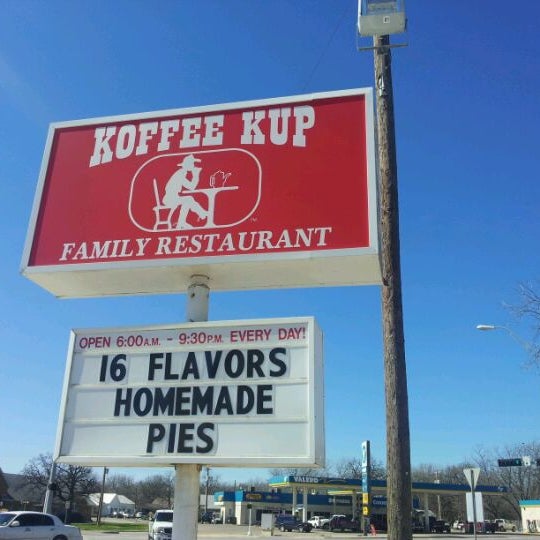 KOFFEE KUP
FAMILY RESTAURANT
OPEN 6:00A.M. - 9:30P.M. EVERY DAY!
16 FLAVORS
HOMEMADE
PIES
VALERO